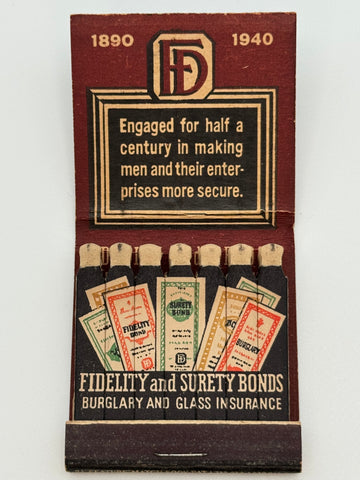 1890 1940
FD
Engaged for half a
century in making
men and their enter-
prises more secure.
FIDELITY
BOND
SURETY
BOND
BURGLARY
FIDELITY and SURETY BONDS
BURGLARY AND GLASS INSURANCE